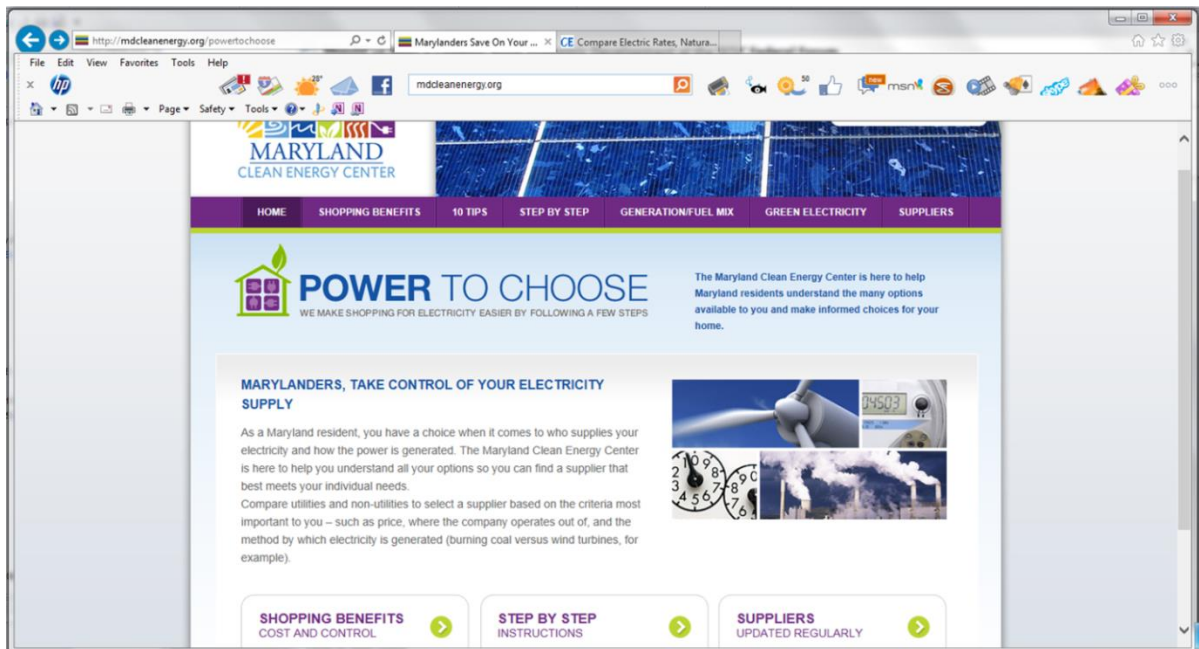 http://mdcleanenergy.org/powertochoose
Marylanders Save On Your ...
CE Compare Electric Rates, Natura...
File Edit View Favorites Tools Help
hp
28°
mdcleanenergy.org
50
new
msn
Page Safety Tools
MARYLAND
CLEAN ENERGY CENTER
HOME SHOPPING BENEFITS 10 TIPS STEP BY STEP GENERATION/FUEL MIX GREEN ELECTRICITY SUPPLIERS
POWER TO CHOOSE
WE MAKE SHOPPING FOR ELECTRICITY EASIER BY FOLLOWING A FEW STEPS
The Maryland Clean Energy Center is here to help
Maryland residents understand the many options
available to you and make informed choices for your
home.
MARYLANDERS, TAKE CONTROL OF YOUR ELECTRICITY
SUPPLY
As a Maryland resident, you have a choice when it comes to who supplies your
electricity and how the power is generated. The Maryland Clean Energy Center
is here to help you understand all your options so you can find a supplier that
best meets your individual needs.
Compare utilities and non-utilities to select a supplier based on the criteria most
important to you – such as price, where the company operates out of, and the
method by which electricity is generated (burning coal versus wind turbines, for
example).
04503
SHOPPING BENEFITS
COST AND CONTROL
STEP BY STEP
INSTRUCTIONS
SUPPLIERS
UPDATED REGULARLY